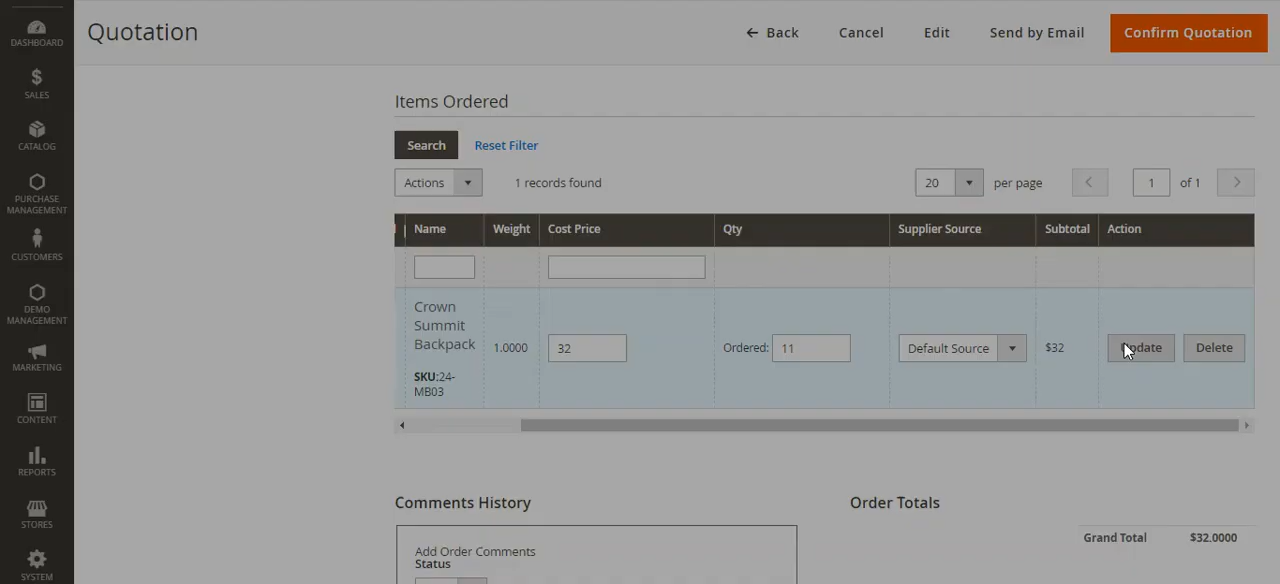 Quotation
Back
Cancel
Edit
Send by Email
Confirm Quotation
DASHBOARD
SALES
CATALOG
PURCHASE
MANAGEMENT
CUSTOMERS
DEMO
MANAGEMENT
MARKETING
CONTENT
REPORTS
STORES
SYSTEM
Items Ordered
Search
Reset Filter
Actions
1 records found
20
per page
1
of 1
Name
Weight
Cost Price
Qty
Supplier Source
Subtotal
Action
Crown
Summit
Backpack
SKU:24-
MB03
1.0000
32
Ordered:
11
Default Source
$32
Update
Delete
Comments History
Order Totals
Add Order Comments
Status
Grand Total
$32.0000